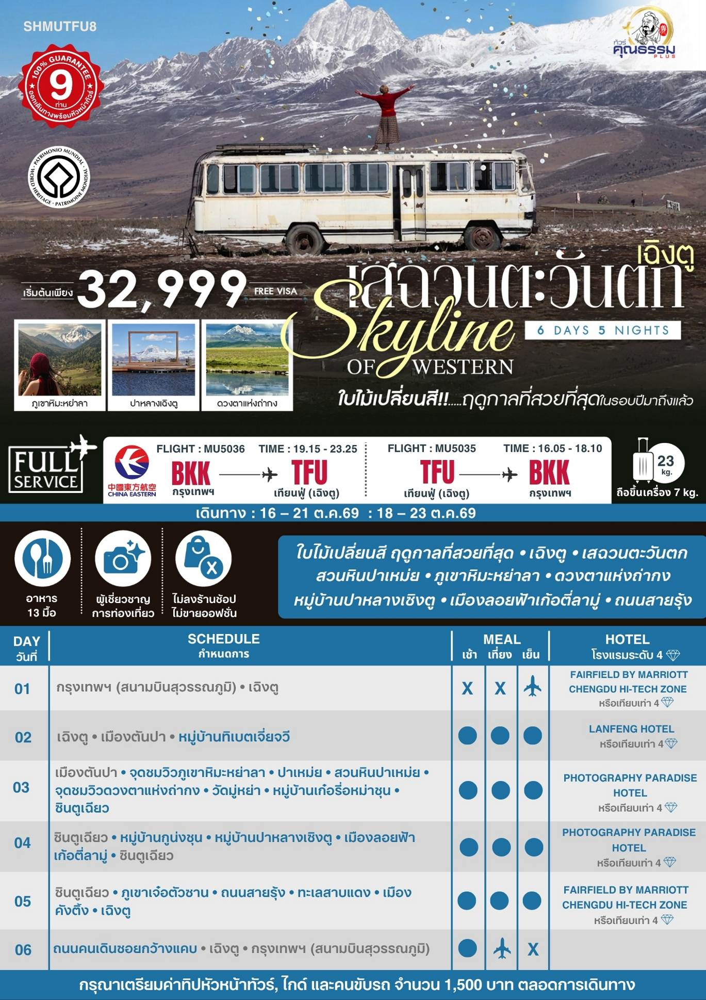 SHMUTFU8
ทัวร์
คุณธรรม
PLUS
100% GUARANTEE
9
ท่าน
ออกเดินทางพร้อมหัวหน้าทัวร์
WORLD HERITAGE · PATRIMOINE MONDIAL · PATRIMONIO MUNDIAL ·
เฉิงตู
เริ่มต้นเพียง 32,999 FREE VISA
เสฉวนตะวันตก
Skyline
OF WESTERN
6 DAYS 5 NIGHTS
ภูเขาหิมะหย่าลา
ปาหลางเฉิงตู
ดวงตาแห่งถ่ากง
ใบไม้เปลี่ยนสี!!.....ฤดูกาลที่สวยที่สุดในรอบปีมาถึงแล้ว
FULL
SERVICE
中國東方航空
CHINA EASTERN
FLIGHT : MU5036 TIME : 19.15 - 23.25
BKK TFU
กรุงเทพฯ เทียนฟู่ (เฉิงตู)
FLIGHT : MU5035 TIME : 16.05 - 18.10
TFU BKK
เทียนฟู่ (เฉิงตู) กรุงเทพฯ
23
kg.
ถือขึ้นเครื่อง 7 kg.
เดินทาง : 16 – 21 ต.ค.69 : 18 – 23 ต.ค.69
อาหาร
13 มื้อ
ผู้เชี่ยวชาญ
การท่องเที่ยว
X
ไม่ลงร้านช้อป
ไม่ขายออฟชั่น
ใบไม้เปลี่ยนสี ฤดูกาลที่สวยที่สุด • เฉิงตู • เสฉวนตะวันตก
สวนหินปาเหม่ย • ภูเขาหิมะหย่าลา • ดวงตาแห่งถ่ากง
หมู่บ้านปาหลางเชิงตู • เมืองลอยฟ้าเก้อตี่ลามู่ • ถนนสายรุ้ง
DAY SCHEDULE MEAL HOTEL
วันที่ กำหนดการ เช้า เที่ยง เย็น โรงแรมระดับ 4
01 กรุงเทพฯ (สนามบินสุวรรณภูมิ) • เฉิงตู X X
FAIRFIELD BY MARRIOTT
CHENGDU HI-TECH ZONE
หรือเทียบเท่า 4
02 เฉิงตู • เมืองตันปา • หมู่บ้านทิเบตเจี่ยจวี
LANFENG HOTEL
หรือเทียบเท่า 4
03
เมืองตันปา • จุดชมวิวภูเขาหิมะหย่าลา • ปาเหม่ย • สวนหินปาเหม่ย •
จุดชมวิวดวงตาแห่งถ่ากง • วัดมู่หย่า • หมู่บ้านเก๋อรื่อหม่าชุน •
ซินตูเฉียว
PHOTOGRAPHY PARADISE
HOTEL
หรือเทียบเท่า 4
04
ซินตูเฉียว • หมู่บ้านกูน่งชุน • หมู่บ้านปาหลางเชิงตู • เมืองลอยฟ้า
เก้อตี่ลามู่ • ซินตูเฉียว
PHOTOGRAPHY PARADISE
HOTEL
หรือเทียบเท่า 4
05
ซินตูเฉียว • ภูเขาเจ๋อตัวซาน • ถนนสายรุ้ง • ทะเลสาบแดง • เมือง
คังติ้ง • เฉิงตู
FAIRFIELD BY MARRIOTT
CHENGDU HI-TECH ZONE
หรือเทียบเท่า 4
06 ถนนคนเดินซอยกว้างแคบ • เฉิงตู • กรุงเทพฯ (สนามบินสุวรรณภูมิ) X
กรุณาเตรียมค่าทิปหัวหน้าทัวร์, ไกด์ และคนขับรถ จำนวน 1,500 บาท ตลอดการเดินทาง